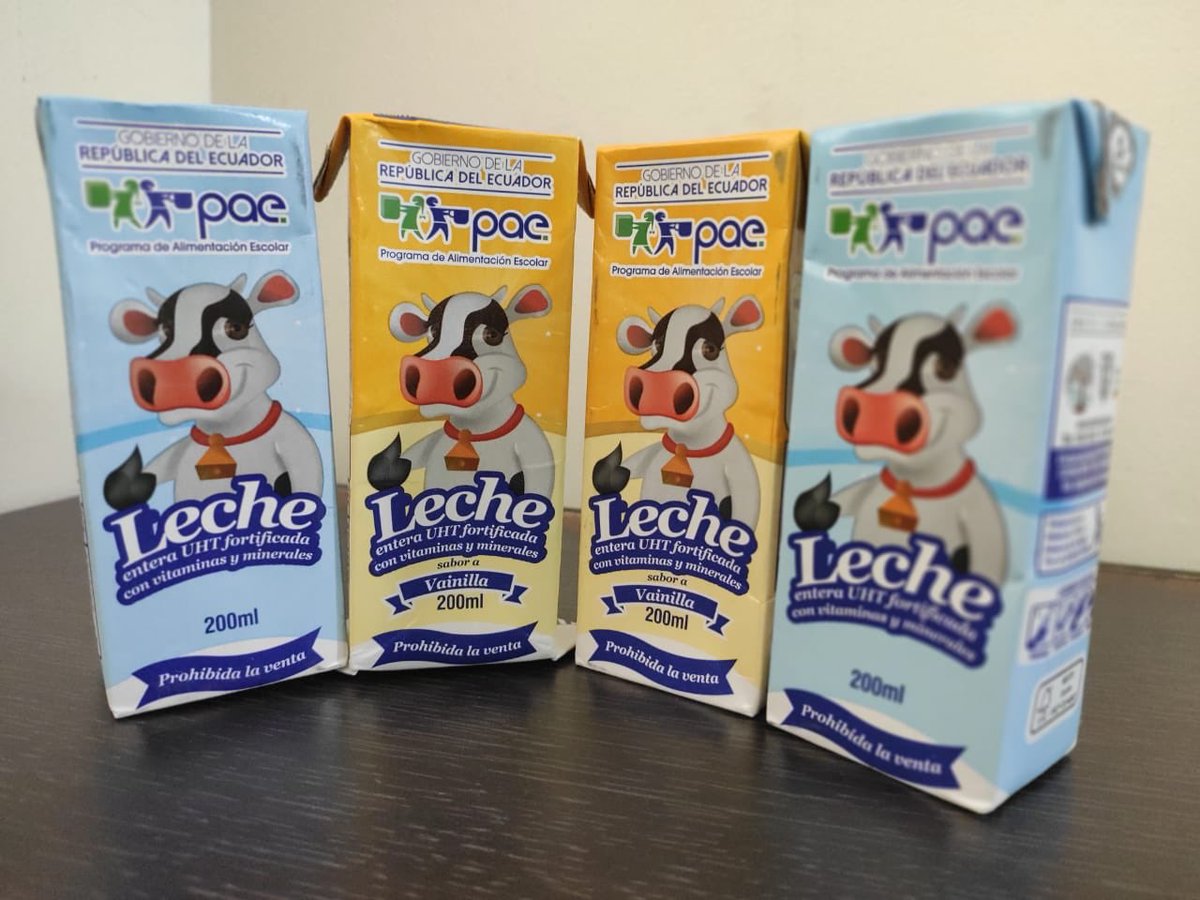 GOBIERNO DE LA
REPÚBLICA DEL ECUADOR
pae.
Programa de Alimentación Escolar
Leche
entera UHT fortificada
con vitaminas y minerales
200ml
Prohibida la venta
GOBIERNO DE LA
REPÚBLICA DEL ECUADOR
pae.
Programa de Alimentación Escolar
Leche
entera UHT fortificada
con vitaminas y minerales
sabor a
Vainilla
200ml
Prohibida la venta
GOBIERNO DE LA
REPÚBLICA DEL ECUADOR
pae.
Programa de Alimentación Escolar
Leche
entera UHT fortificada
con vitaminas y minerales
sabor a
Vainilla
200ml
Prohibida la venta
GOBIERNO DE LA
REPÚBLICA DEL ECUADOR
pae.
Programa de Alimentación Escolar
Leche
entera UHT fortificada
con vitaminas y minerales
200ml
Prohibida la venta